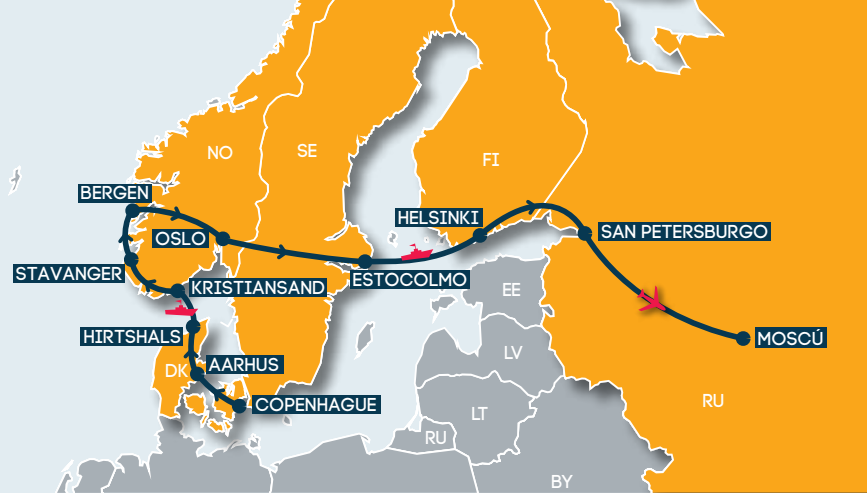 NO
SE
FI
BERGEN
HELSINKI
OSLO
SAN PETERSBURGO
STAVANGER
ESTOCOLMO
KRISTIANSAND
EE
HIRTSHALS
MOSCÚ
LV
AARHUS
DK
COPENHAGUE
RU
LT
RU
BY